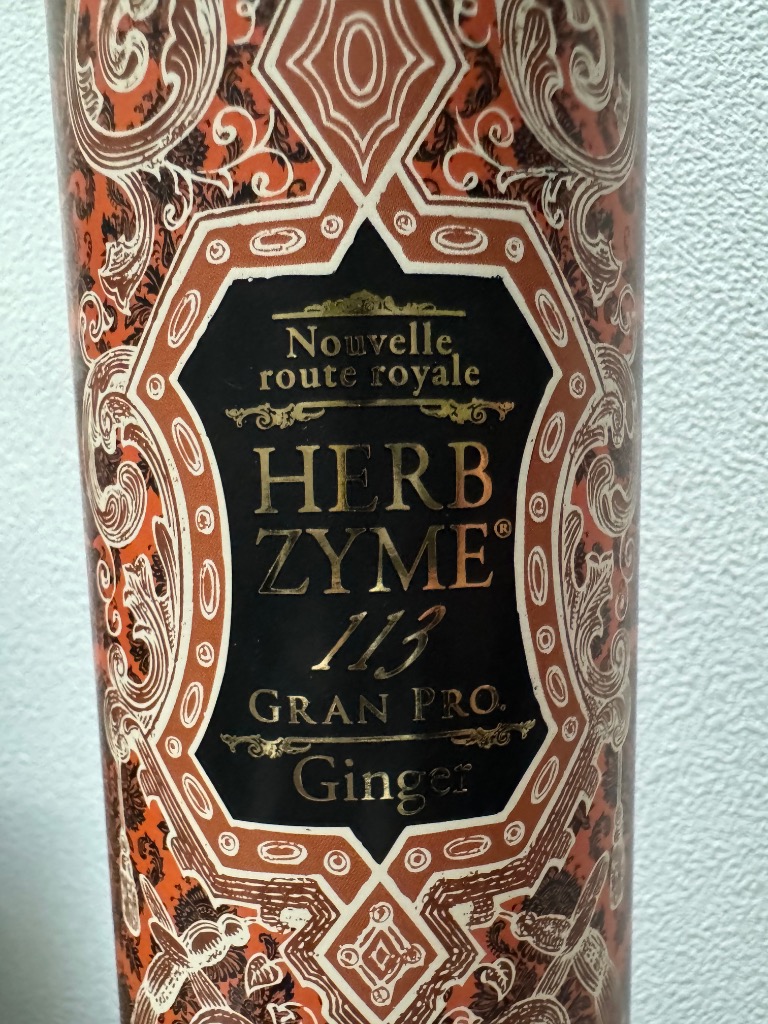 Nouvelle
route royale
HERB
ZYME®
113
GRAN PRO.
Ginger